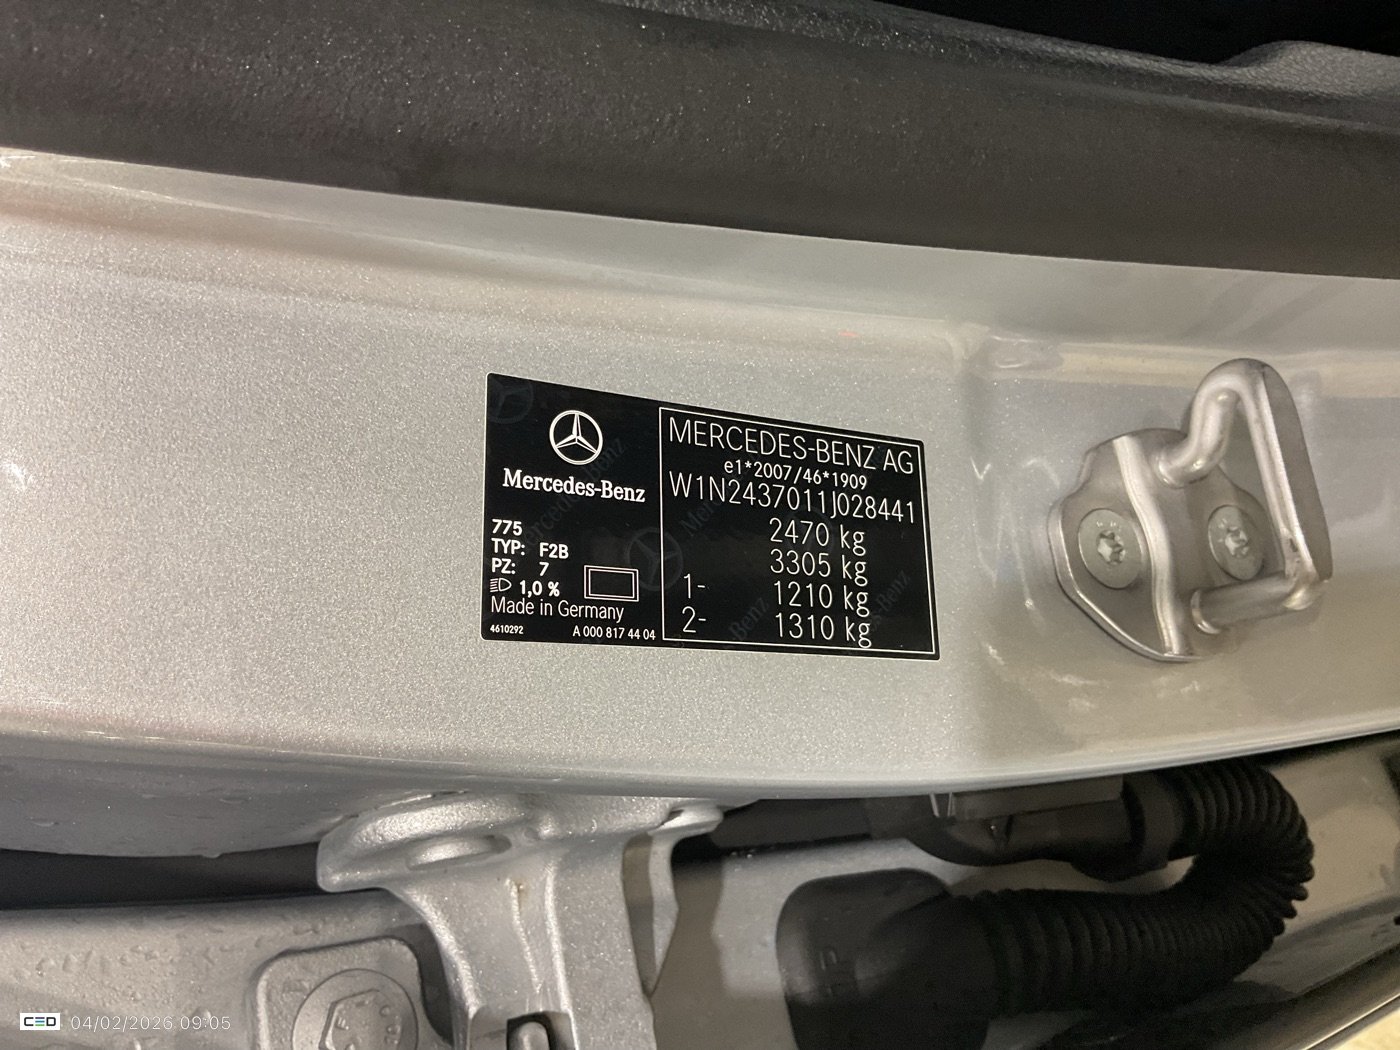 Mercedes-Benz
775
TYP: F2B
PZ: 7
1,0 %
Made in Germany
4610292 A 000 817 44 04
MERCEDES-BENZ AG
e1*2007/46*1909
W1N2437011J028441
2470 kg
3305 kg
1- 1210 kg
2- 1310 kg
CED 04/02/2026 09:05